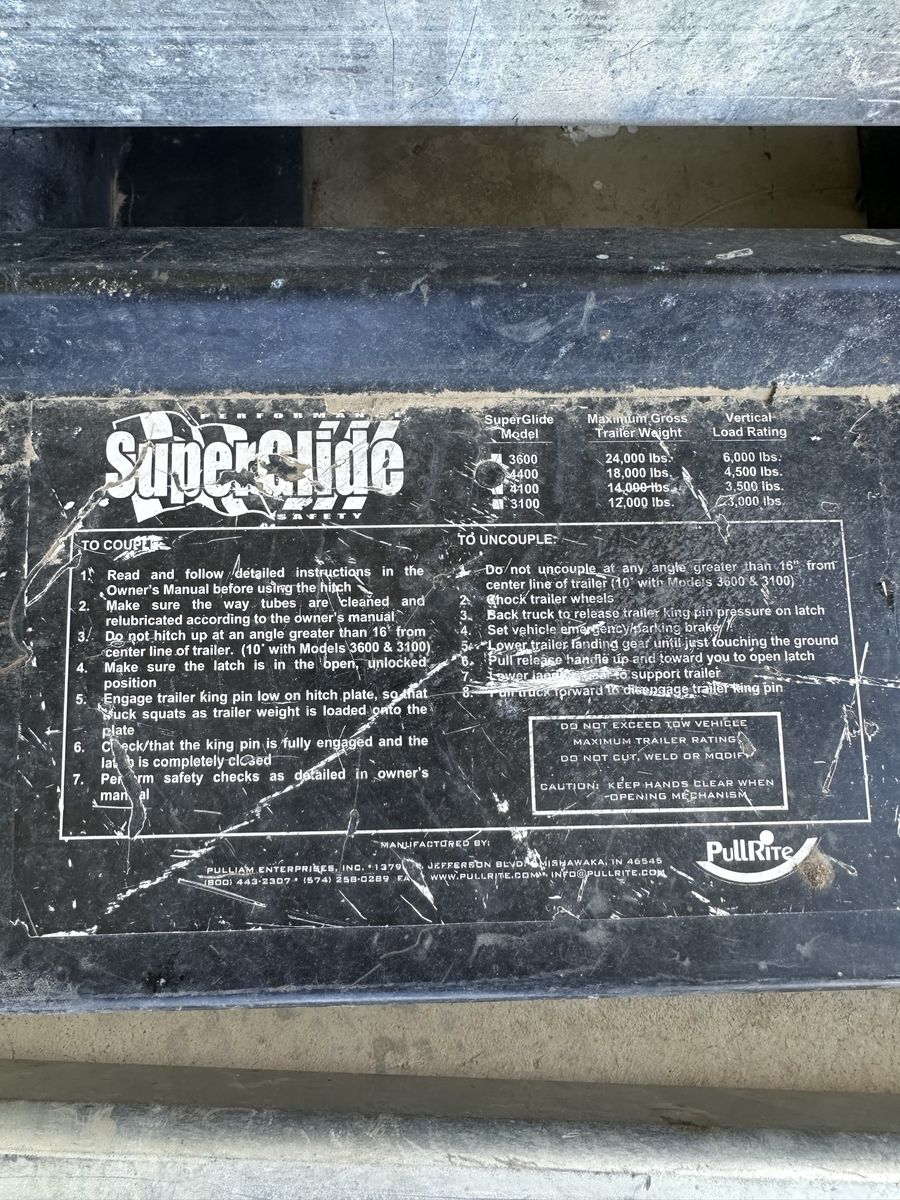 PERFORMANCE
SuperGlide
SAFETY
SuperGlide Model Maximum Gross Trailer Weight Vertical Load Rating
3600 24,000 lbs. 6,000 lbs.
4400 18,000 lbs. 4,500 lbs.
4100 14,000 lbs. 3,500 lbs.
3100 12,000 lbs. 3,000 lbs.
TO COUPLE:
1. Read and follow detailed instructions in the
Owner's Manual before using the hitch
2. Make sure the way tubes are cleaned and
relubricated according to the owner's manual
3. Do not hitch up at an angle greater than 16° from
center line of trailer. (10° with Models 3600 & 3100)
4. Make sure the latch is in the open, unlocked
position
5. Engage trailer king pin low on hitch plate, so that
truck squats as trailer weight is loaded onto the
plate
6. Check that the king pin is fully engaged and the
latch is completely closed
7. Perform safety checks as detailed in owner's
manual
TO UNCOUPLE:
1. Do not uncouple at any angle greater than 16° from
center line of trailer (10° with Models 3600 & 3100)
2. Chock trailer wheels
3. Back truck to release trailer king pin pressure on latch
4. Set vehicle emergency/parking brake
5. Lower trailer landing gear until just touching the ground
6. Pull release handle up and toward you to open latch
7. Lower landing gear to support trailer
8. Pull truck forward to disengage trailer king pin
DO NOT EXCEED TOW VEHICLE
MAXIMUM TRAILER RATING
DO NOT CUT, WELD OR MODIFY
CAUTION: KEEP HANDS CLEAR WHEN
OPENING MECHANISM
MANUFACTURED BY:
PULLIAM ENTERPRISES, INC. * 1379 JEFFERSON BLVD. MISHAWAKA, IN 46545
(800) 443-2307 * (574) 258-0289 FAX WWW.PULLRITE.COM * INFO@PULLRITE.COM
PULLRITE